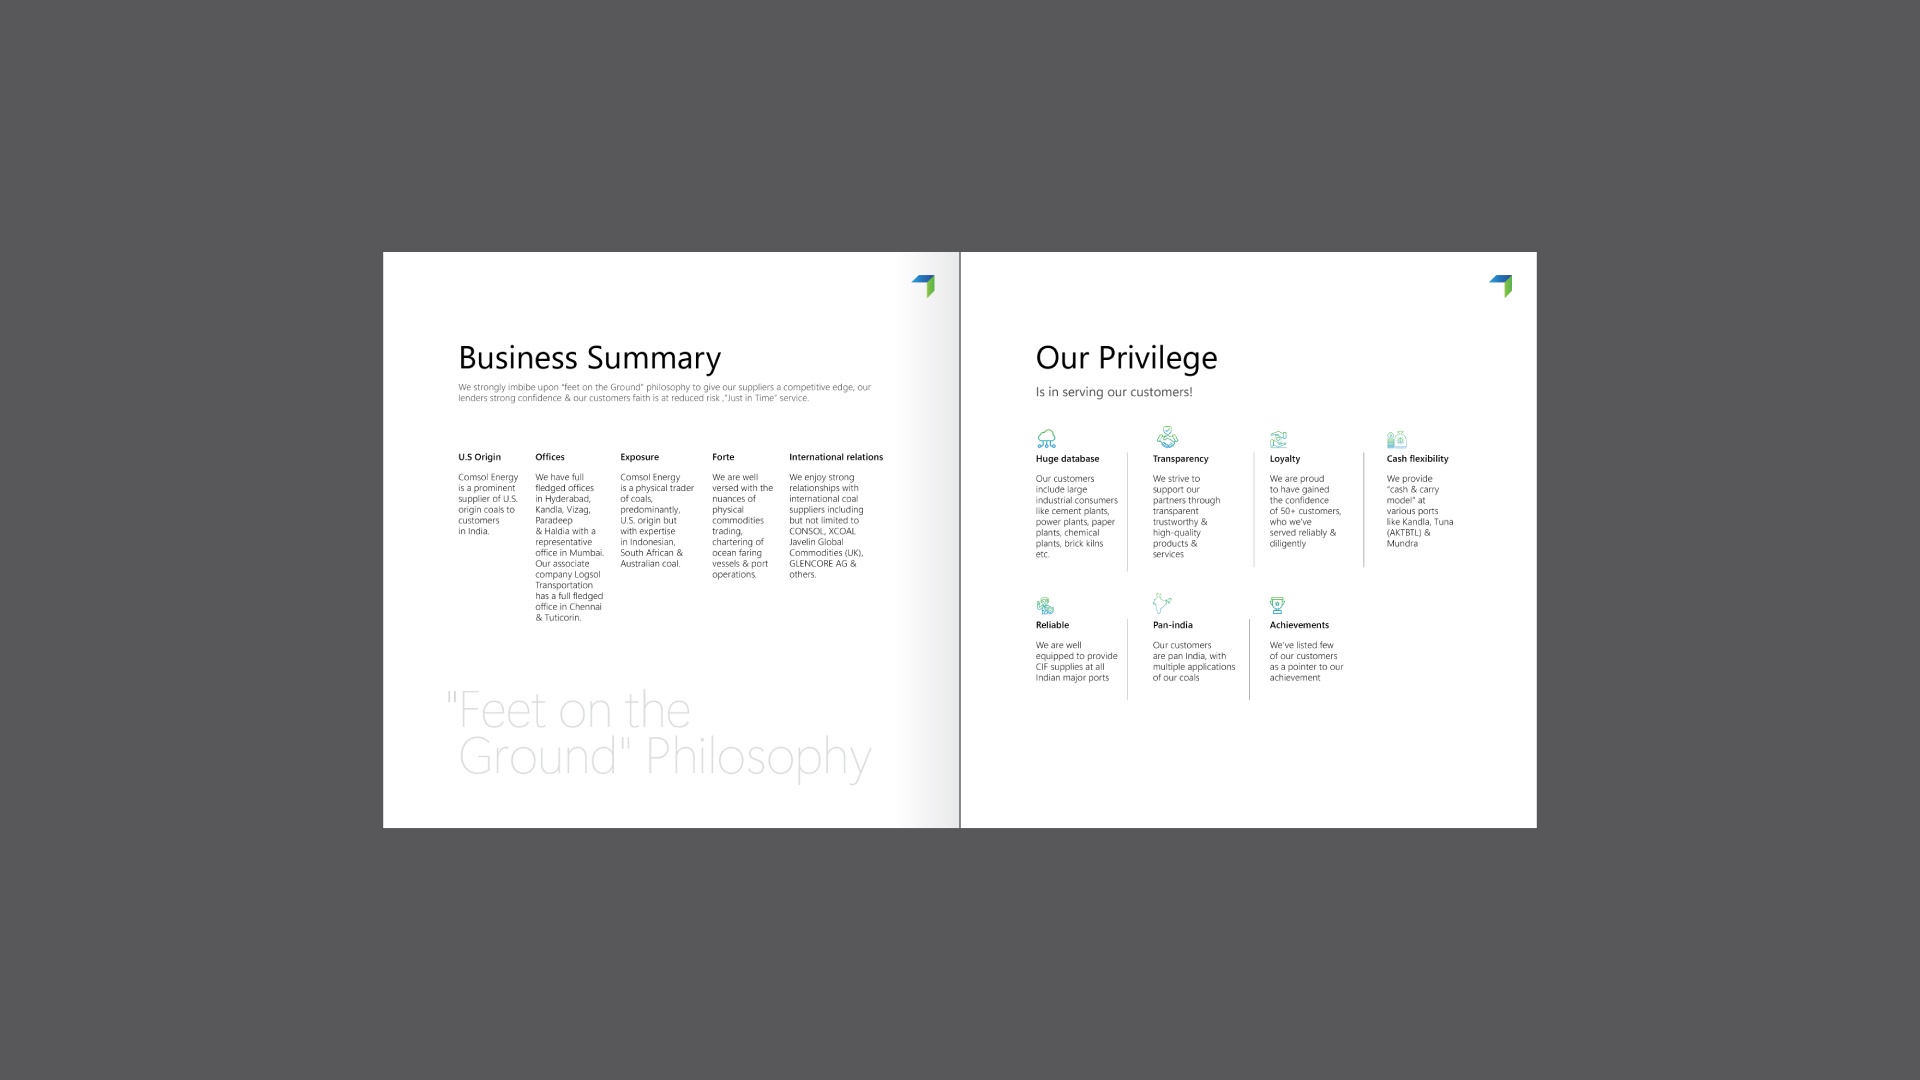 Business Summary
We strongly imbibe upon "feet on the Ground" philosophy to give our suppliers a competitive edge, our
lenders strong confidence & our customers faith is at reduced risk ,"Just in Time" service.
U.S Origin
Comsol Energy
is a prominent
supplier of U.S.
origin coals to
customers
in India.
Offices
We have full
fledged offices
in Hyderabad,
Kandla, Vizag,
Paradeep
& Haldia with a
representative
office in Mumbai.
Our associate
company Logsol
Transportation
has a full fledged
office in Chennai
& Tuticorin.
Exposure
Comsol Energy
is a physical trader
of coals,
predominantly,
U.S. origin but
with expertise
in Indonesian,
South African &
Australian coal.
Forte
We are well
versed with the
nuances of
physical
commodities
trading,
chartering of
ocean faring
vessels & port
operations.
International relations
We enjoy strong
relationships with
international coal
suppliers including
but not limited to
CONSOL, XCOAL
Javelin Global
Commodities (UK),
GLENCORE AG &
others.
"Feet on the
Ground" Philosophy
Our Privilege
Is in serving our customers!
Huge database
Our customers
include large
industrial consumers
like cement plants,
power plants, paper
plants, chemical
plants, brick kilns
etc.
Transparency
We strive to
support our
partners through
transparent
trustworthy &
high-quality
products &
services
Loyalty
We are proud
to have gained
the confidence
of 50+ customers,
who we've
served reliably &
diligently
Cash flexibility
We provide
"cash & carry
model" at
various ports
like Kandla, Tuna
(AKTBTL) &
Mundra
Reliable
We are well
equipped to provide
CIF supplies at all
Indian major ports
Pan-india
Our customers
are pan India, with
multiple applications
of our coals
Achievements
We've listed few
of our customers
as a pointer to our
achievement